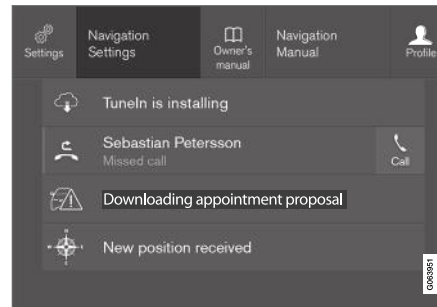 Settings
Navigation
Settings
Owner's
manual
Navigation
Manual
Profile
TuneIn is installing
Sebastian Petersson
Missed call
Call
Downloading appointment proposal
New position received
G063951